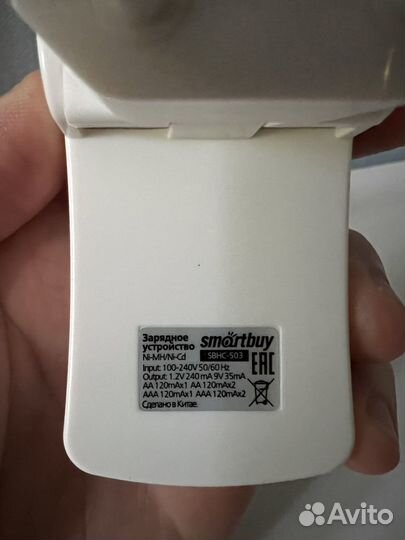 Зарядное
устройство
Ni-MH/Ni-Cd
smartbuy
SBHC-503
Input: 100-240V 50/60 Hz
Output: 1.2V 240 mA 9V 35mA
AA 120mAx1 AA 120mAx2
AAA 120mAx1 AAA 120mAx2
Сделано в Китае.
EAC
Avito